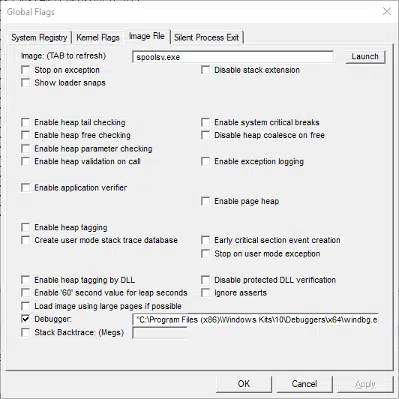 Global Flags
System Registry Kernel Flags Image File Silent Process Exit
Image: (TAB to refresh) spoolsv.exe Launch
Stop on exception Disable stack extension
Show loader snaps
Enable heap tail checking Enable system critical breaks
Enable heap free checking Disable heap coalesce on free
Enable heap parameter checking
Enable heap validation on call Enable exception logging
Enable application verifier
Enable page heap
Enable heap tagging
Create user mode stack trace database Early critical section event creation
Stop on user mode exception
Enable heap tagging by DLL Disable protected DLL verification
Enable '60' second value for leap seconds Ignore asserts
Load image using large pages if possible
Debugger: "C:\Program Files (x86)\Windows Kits\10\Debuggers\x64\windbg.e
Stack Backtrace: (Megs)
OK Cancel Apply